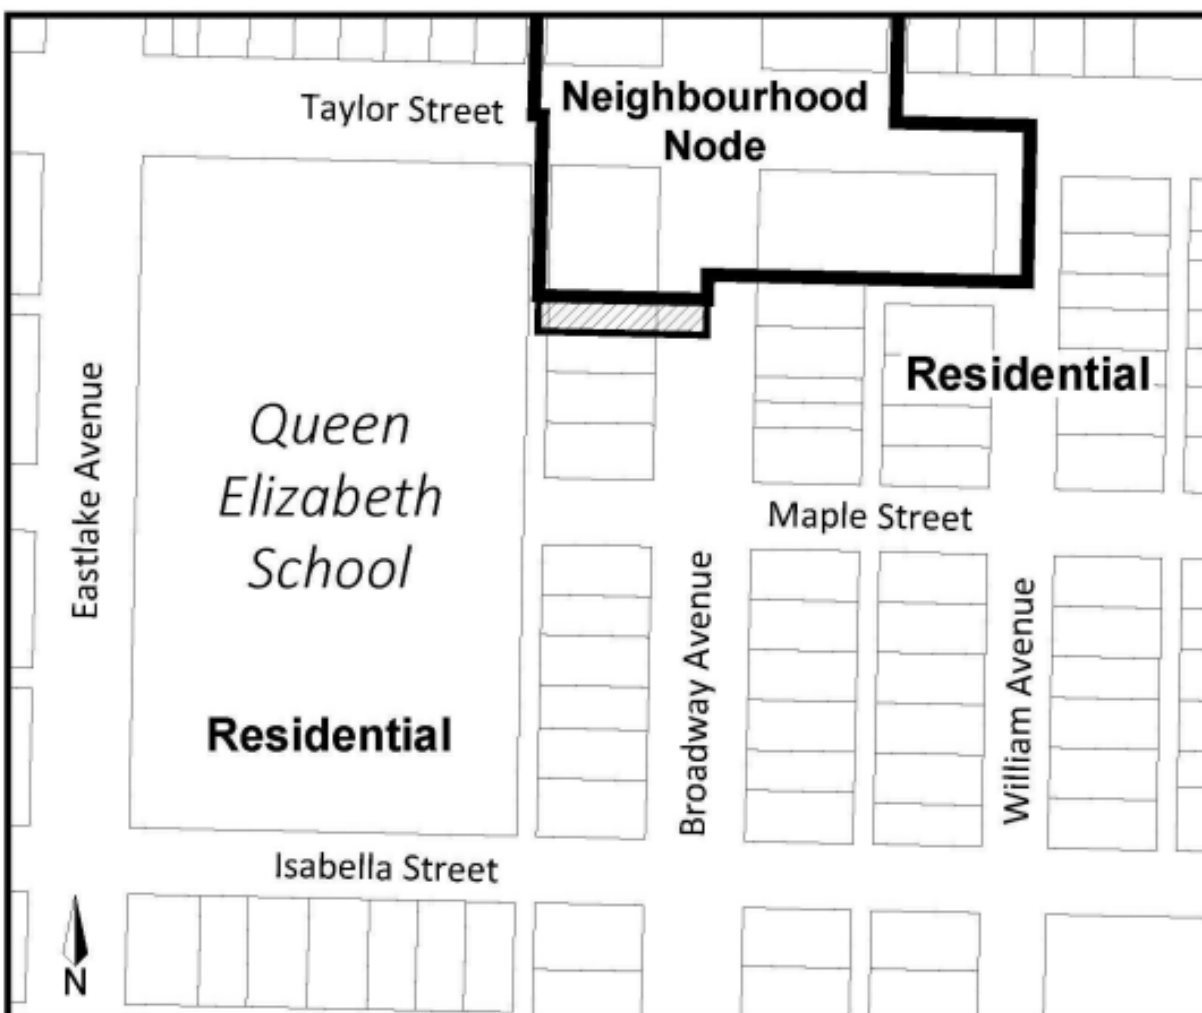 Neighbourhood
Node
Taylor Street
Residential
Eastlake Avenue
Queen
Elizabeth
School
Maple Street
Broadway Avenue
William Avenue
Residential
Isabella Street
N